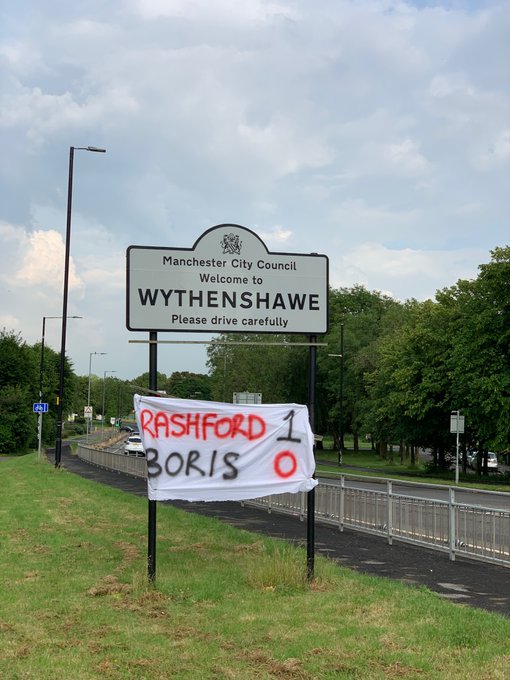 Manchester City Council
Welcome to
WYTHENSHAWE
Please drive carefully
RASHFORD 1
BORIS 0